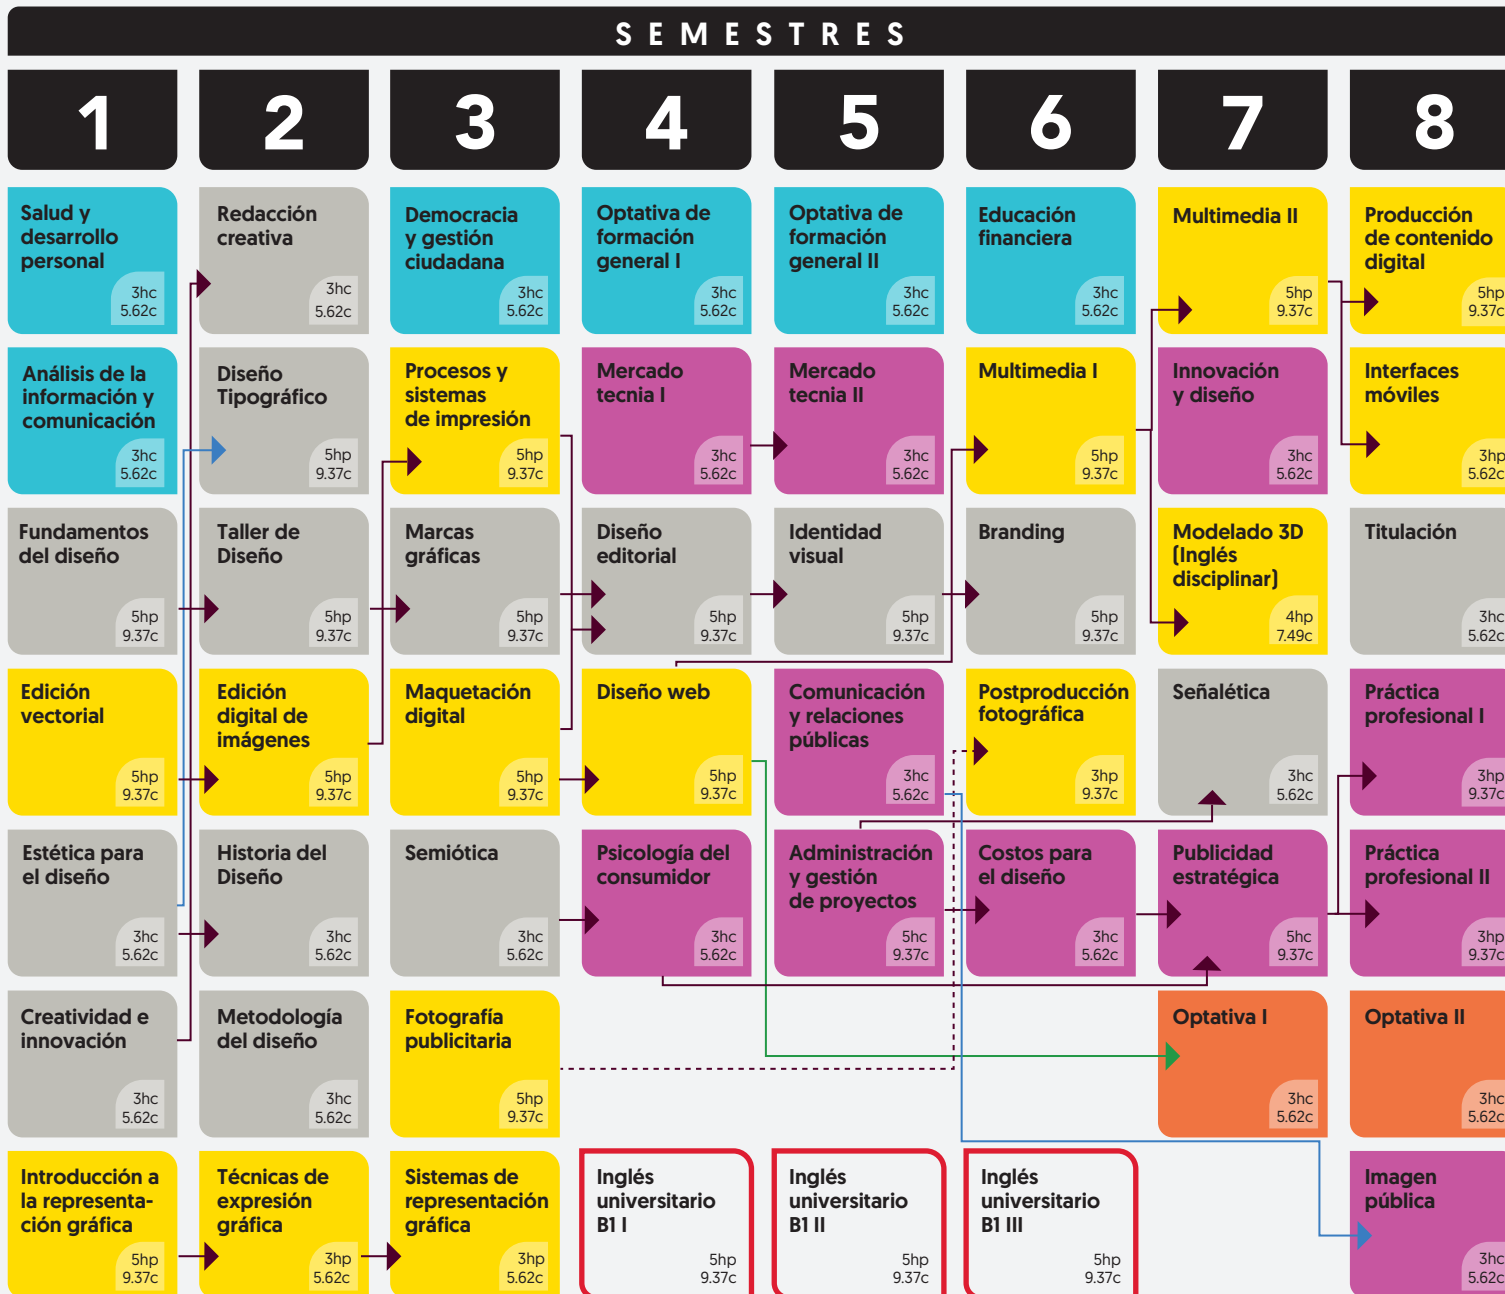 SEMESTRES
1
2
3
4
5
6
7
8
Salud y
desarrollo
personal
3hc
5.62c
Redacción
creativa
3hc
5.62c
Democracia
y gestión
ciudadana
3hc
5.62c
Optativa de
formación
general I
3hc
5.62c
Optativa de
formación
general II
3hc
5.62c
Educación
financiera
3hc
5.62c
Multimedia II
5hp
9.37c
Producción
de contenido
digital
5hp
9.37c
Análisis de la
información y
comunicación
3hc
5.62c
Diseño
Tipográfico
5hp
9.37c
Procesos y
sistemas
de impresión
5hp
9.37c
Mercado
tecnia I
3hc
5.62c
Mercado
tecnia II
3hc
5.62c
Multimedia I
5hp
9.37c
Innovación
y diseño
3hc
5.62c
Interfaces
móviles
3hp
5.62c
Fundamentos
del diseño
5hp
9.37c
Taller de
Diseño
5hp
9.37c
Marcas
gráficas
5hp
9.37c
Diseño
editorial
5hp
9.37c
Identidad
visual
5hp
9.37c
Branding
5hp
9.37c
Modelado 3D
(Inglés
disciplinar)
4hp
7.49c
Titulación
3hc
5.62c
Edición
vectorial
5hp
9.37c
Edición
digital de
imágenes
5hp
9.37c
Maquetación
digital
5hp
9.37c
Diseño web
5hp
9.37c
Comunicación
y relaciones
públicas
3hc
5.62c
Postproducción
fotográfica
3hp
9.37c
Señalética
3hc
5.62c
Práctica
profesional I
3hp
9.37c
Estética para
el diseño
3hc
5.62c
Historia del
Diseño
3hc
5.62c
Semiótica
3hc
5.62c
Psicología del
consumidor
3hc
5.62c
Administración
y gestión
de proyectos
5hc
9.37c
Costos para
el diseño
3hc
5.62c
Publicidad
estratégica
5hc
9.37c
Práctica
profesional II
3hp
9.37c
Creatividad e
innovación
3hc
5.62c
Metodología
del diseño
3hc
5.62c
Fotografía
publicitaria
5hp
9.37c
Optativa I
3hc
5.62c
Optativa II
3hc
5.62c
Introducción a
la representa-
ción gráfica
5hp
9.37c
Técnicas de
expresión
gráfica
3hp
5.62c
Sistemas de
representación
gráfica
3hp
5.62c
Inglés
universitario
B1 I
5hp
9.37c
Inglés
universitario
B1 II
5hp
9.37c
Inglés
universitario
B1 III
5hp
9.37c
Imagen
pública
3hc
5.62c